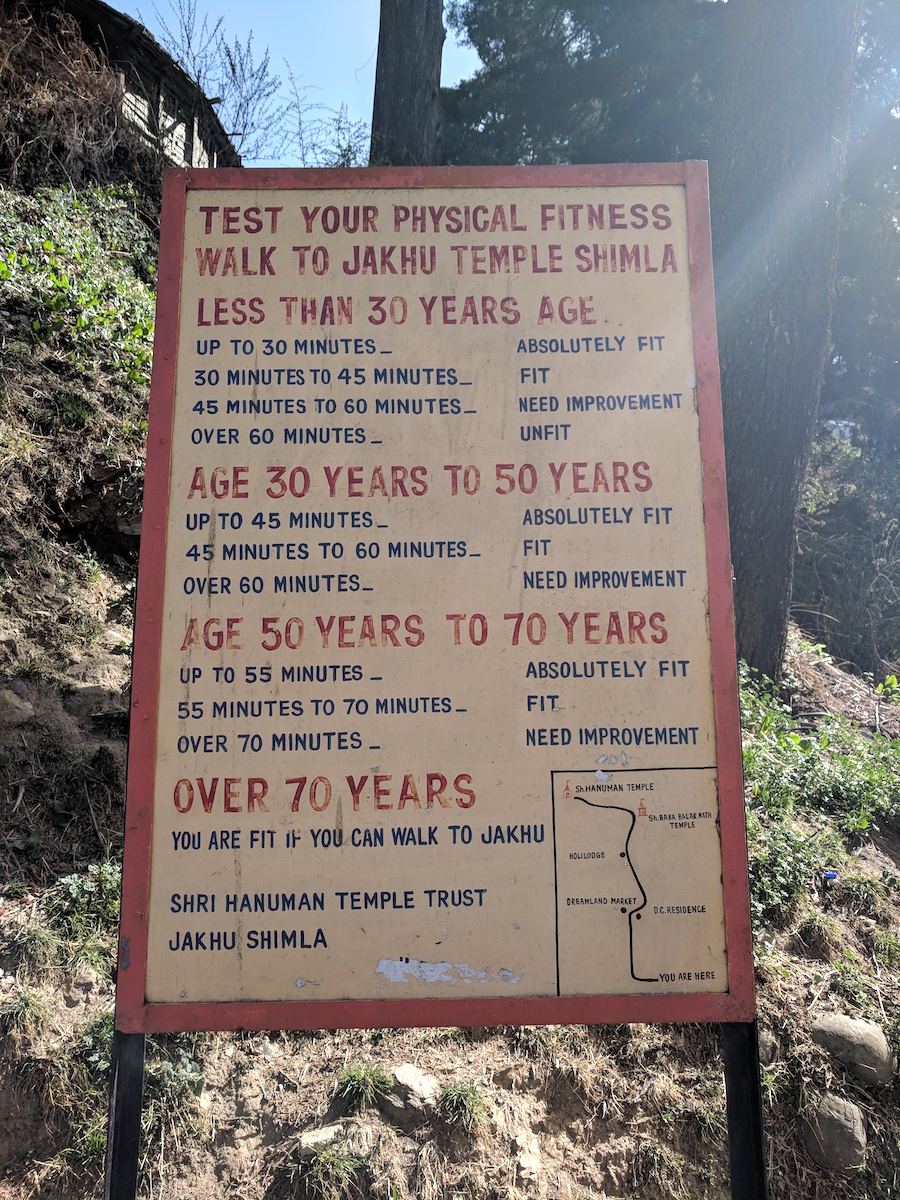 TEST YOUR PHYSICAL FITNESS
WALK TO JAKHU TEMPLE SHIMLA
LESS THAN 30 YEARS AGE
UP TO 30 MINUTES_ ABSOLUTELY FIT
30 MINUTES TO 45 MINUTES_ FIT
45 MINUTES TO 60 MINUTES_ NEED IMPROVEMENT
OVER 60 MINUTES_ UNFIT
AGE 30 YEARS TO 50 YEARS
UP TO 45 MINUTES_ ABSOLUTELY FIT
45 MINUTES TO 60 MINUTES_ FIT
OVER 60 MINUTES_ NEED IMPROVEMENT
AGE 50 YEARS TO 70 YEARS
UP TO 55 MINUTES_ ABSOLUTELY FIT
55 MINUTES TO 70 MINUTES_ FIT
OVER 70 MINUTES_ NEED IMPROVEMENT
OVER 70 YEARS
YOU ARE FIT IF YOU CAN WALK TO JAKHU
SHRI HANUMAN TEMPLE TRUST
JAKHU SHIMLA
Sh. HANUMAN TEMPLE
Sh. BABA BALAK NATH
TEMPLE
HOLILODGE
DREAMLAND MARKET
D.C. RESIDENCE
YOU ARE HERE